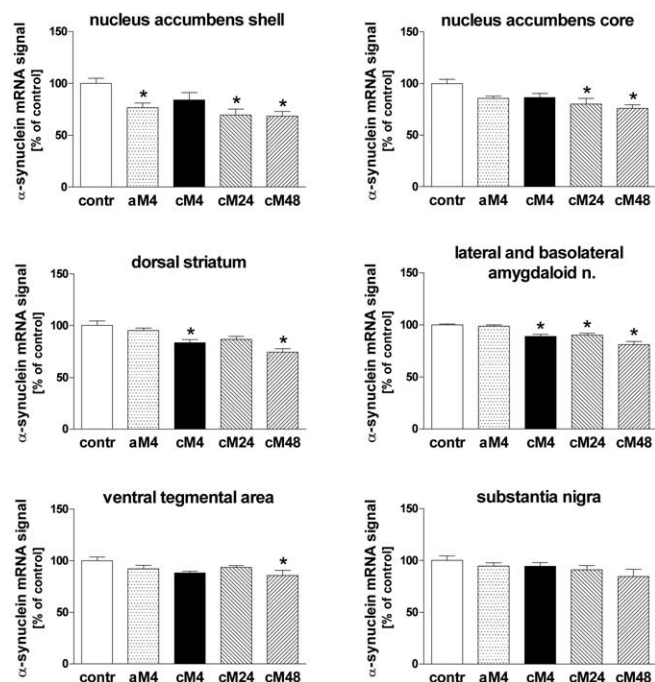 nucleus accumbens shell
α-synuclein mRNA signal
[% of control]
150
100
50
0
*
*
*
contr aM4 cM4 cM24 cM48
nucleus accumbens core
α-synuclein mRNA signal
[% of control]
150
100
50
0
*
*
contr aM4 cM4 cM24 cM48
dorsal striatum
α-synuclein mRNA signal
[% of control]
150
100
50
0
*
*
contr aM4 cM4 cM24 cM48
lateral and basolateral
amygdaloid n.
α-synuclein mRNA signal
[% of control]
150
100
50
0
*
*
*
contr aM4 cM4 cM24 cM48
ventral tegmental area
α-synuclein mRNA signal
[% of control]
150
100
50
0
*
contr aM4 cM4 cM24 cM48
substantia nigra
α-synuclein mRNA signal
[% of control]
150
100
50
0
contr aM4 cM4 cM24 cM48